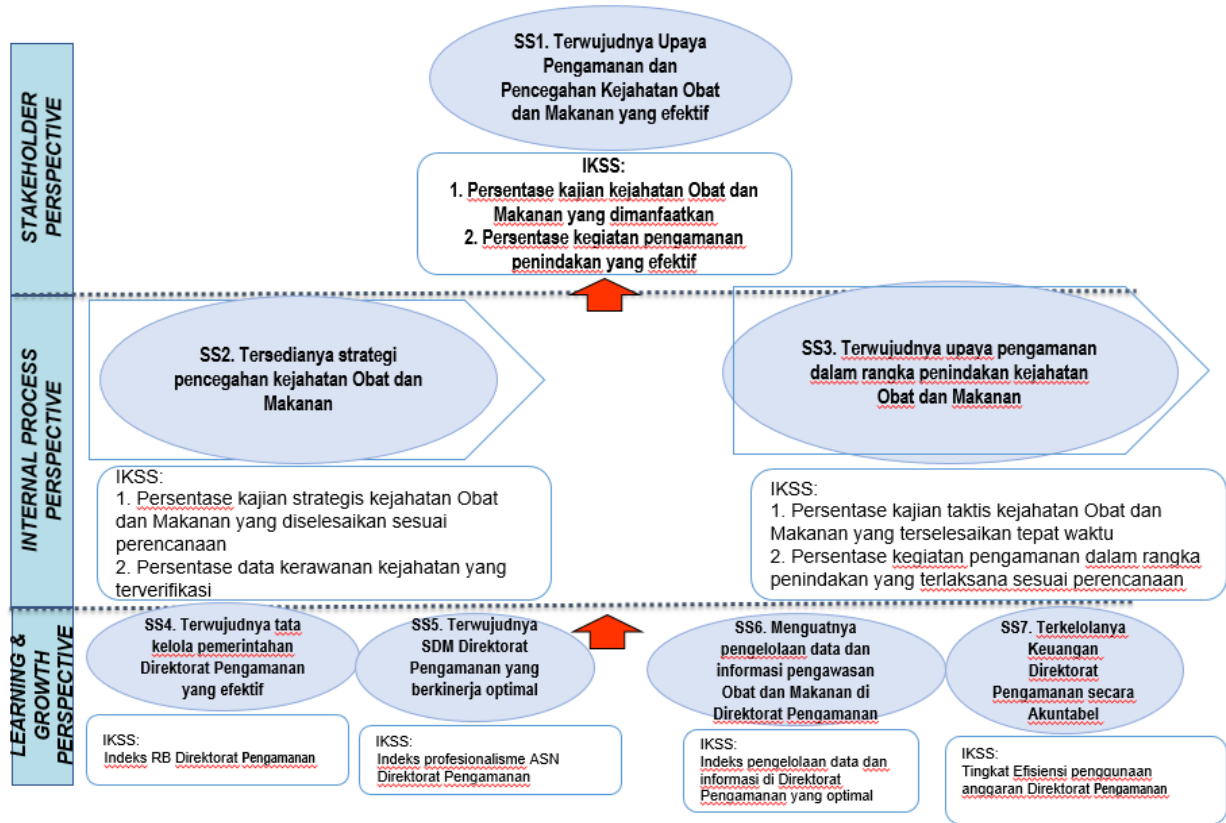 STAKEHOLDER
PERSPECTIVE
SS1. Terwujudnya Upaya
Pengamanan dan
Pencegahan Kejahatan Obat
dan Makanan yang efektif
IKSS:
1. Persentase kajian kejahatan Obat dan
Makanan yang dimanfaatkan
2. Persentase kegiatan pengamanan
penindakan yang efektif
INTERNAL PROCESS
PERSPECTIVE
SS2. Tersedianya strategi
pencegahan kejahatan Obat dan
Makanan
IKSS:
1. Persentase kajian strategis kejahatan Obat
dan Makanan yang diselesaikan sesuai
perencanaan
2. Persentase data kerawanan kejahatan yang
terverifikasi
SS3. Terwujudnya upaya pengamanan
dalam rangka penindakan kejahatan
Obat dan Makanan
IKSS:
1. Persentase kajian taktis kejahatan Obat dan
Makanan yang terselesaikan tepat waktu
2. Persentase kegiatan pengamanan dalam rangka
penindakan yang terlaksana sesuai perencanaan
LEARNING &
GROWTH
PERSPECTIVE
SS4. Terwujudnya tata
kelola pemerintahan
Direktorat Pengamanan
yang efektif
IKSS:
Indeks RB Direktorat Pengamanan
SS5. Terwujudnya
SDM Direktorat
Pengamanan yang
berkinerja optimal
IKSS:
Indeks profesionalisme ASN
Direktorat Pengamanan
SS6. Menguatnya
pengelolaan data dan
informasi pengawasan
Obat dan Makanan di
Direktorat Pengamanan
IKSS:
Indeks pengelolaan data dan
informasi di Direktorat
Pengamanan yang optimal
SS7. Terkelolanya
Keuangan
Direktorat
Pengamanan secara
Akuntabel
IKSS:
Tingkat Efisiensi penggunaan
anggaran Direktorat Pengamanan